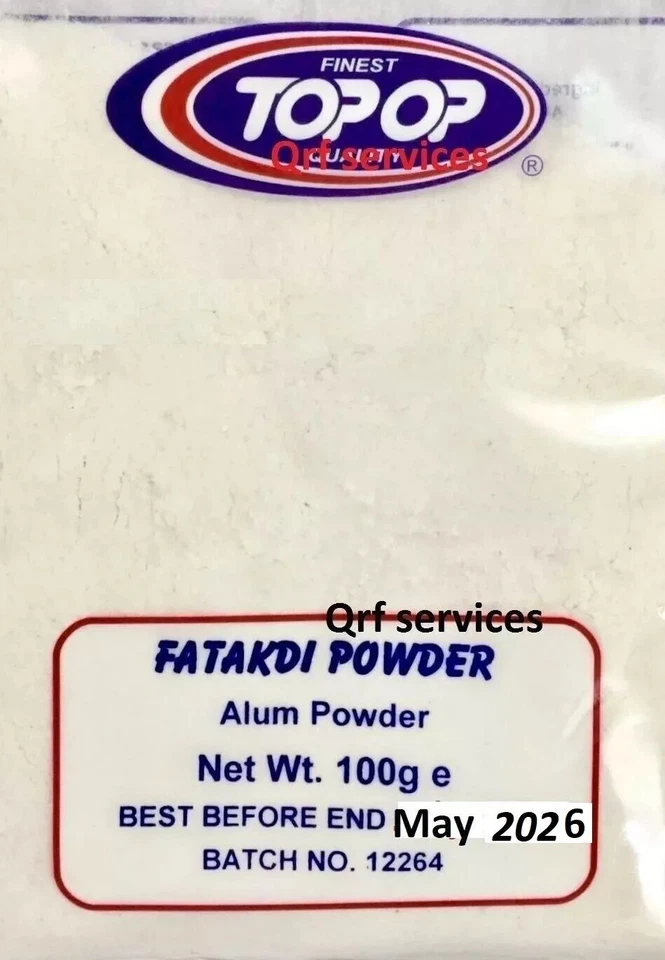 FINEST
TOPOP
QUALITY
Qrf services
®
Qrf services
FATAKDI POWDER
Alum Powder
Net Wt. 100g e
BEST BEFORE END May 2026
BATCH NO. 12264